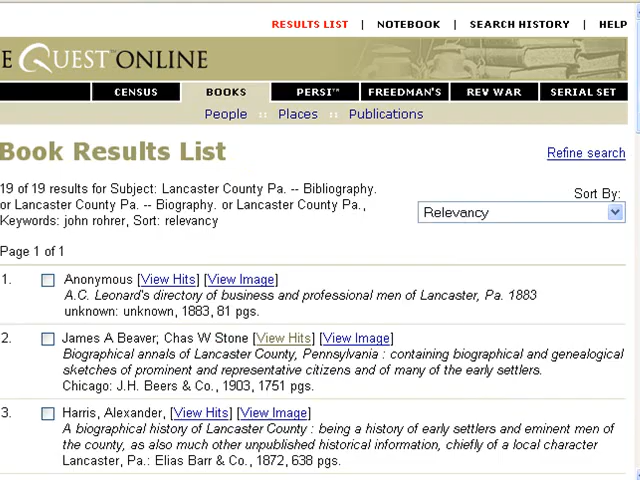 RESULTS LIST | NOTEBOOK | SEARCH HISTORY | HELP
E QUEST™ ONLINE
CENSUS BOOKS PERSI™ FREEDMAN'S REV WAR SERIAL SET
People :: Places :: Publications
Book Results List
Refine search
19 of 19 results for Subject: Lancaster County Pa. -- Bibliography.
or Lancaster County Pa. -- Biography. or Lancaster County Pa.,
Keywords: john rohrer, Sort: relevancy
Sort By:
Relevancy
Page 1 of 1
1. Anonymous [View Hits] [View Image]
A.C. Leonard's directory of business and professional men of Lancaster, Pa. 1883
unknown: unknown, 1883, 81 pgs.
2. James A Beaver; Chas W Stone [View Hits] [View Image]
Biographical annals of Lancaster County, Pennsylvania : containing biographical and genealogical
sketches of prominent and representative citizens and of many of the early settlers.
Chicago: J.H. Beers & Co., 1903, 1751 pgs.
3. Harris, Alexander, [View Hits] [View Image]
A biographical history of Lancaster County : being a history of early settlers and eminent men of
the county, as also much other unpublished historical information, chiefly of a local character
Lancaster, Pa.: Elias Barr & Co., 1872, 638 pgs.